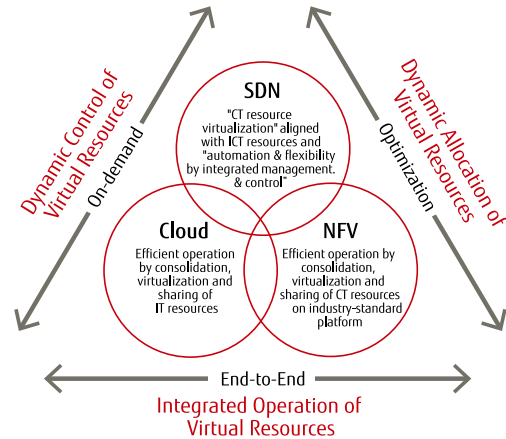 Dynamic Control of
Virtual Resources
On-demand
Dynamic Allocation of
Virtual Resources
Optimization
SDN
"CT resource
virtualization" aligned
with ICT resources and
"automation & flexibility
by integrated management.
& control"
Cloud
Efficient operation
by consolidation,
virtualization and
sharing of
IT resources
NFV
Efficient operation by
consolidation,
virtualization and
sharing of CT resources
on industry-standard
platform
End-to-End
Integrated Operation of
Virtual Resources